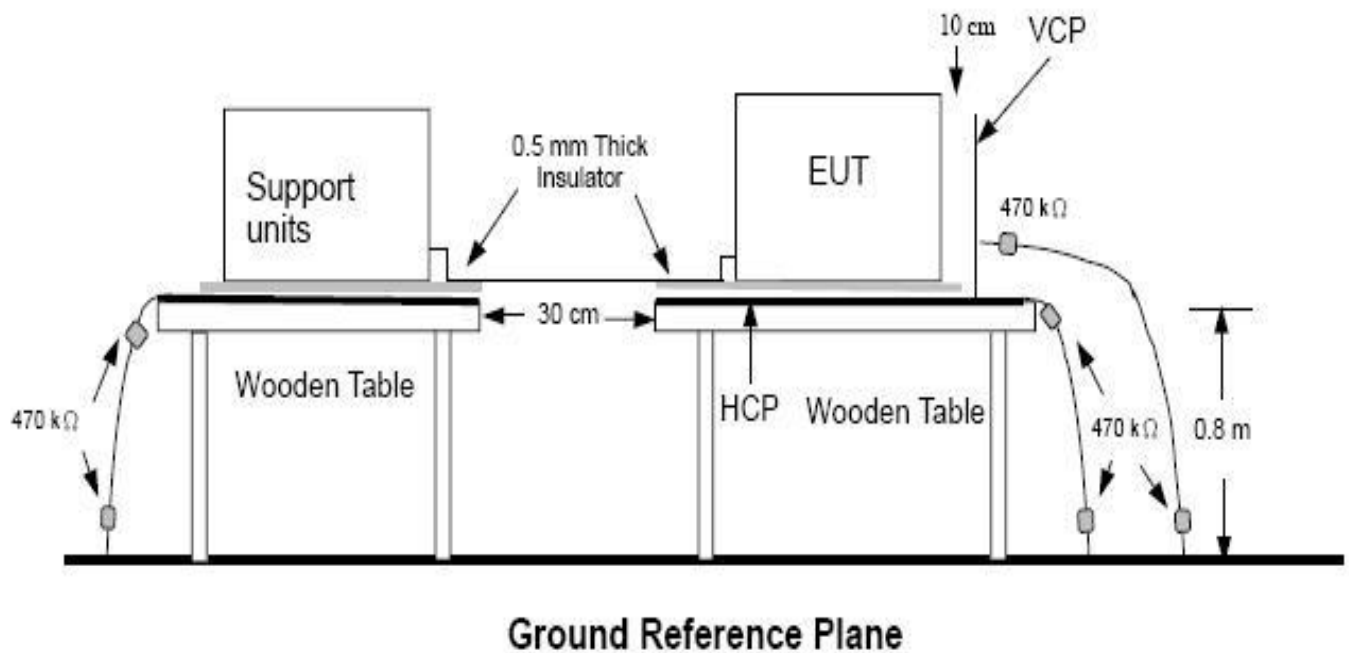 10 cm
VCP
0.5 mm Thick
Insulator
EUT
Support
units
470 kΩ
30 cm
Wooden Table
HCP
Wooden Table
470 kΩ
470 kΩ
0.8 m
Ground Reference Plane